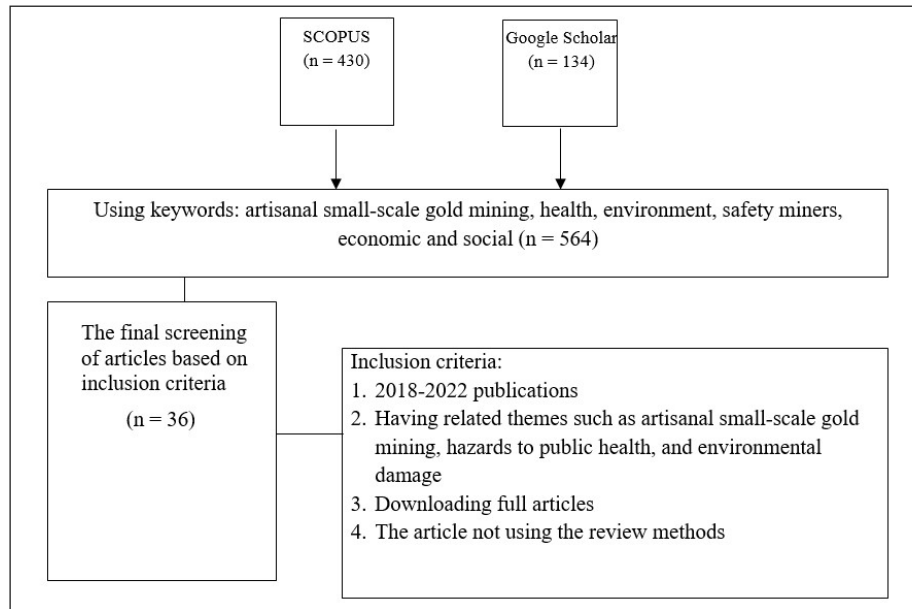 SCOPUS
(n = 430)
Google Scholar
(n = 134)
Using keywords: artisanal small-scale gold mining, health, environment, safety miners,
economic and social (n = 564)
The final screening
of articles based on
inclusion criteria
(n = 36)
Inclusion criteria:
1. 2018-2022 publications
2. Having related themes such as artisanal small-scale gold
mining, hazards to public health, and environmental
damage
3. Downloading full articles
4. The article not using the review methods